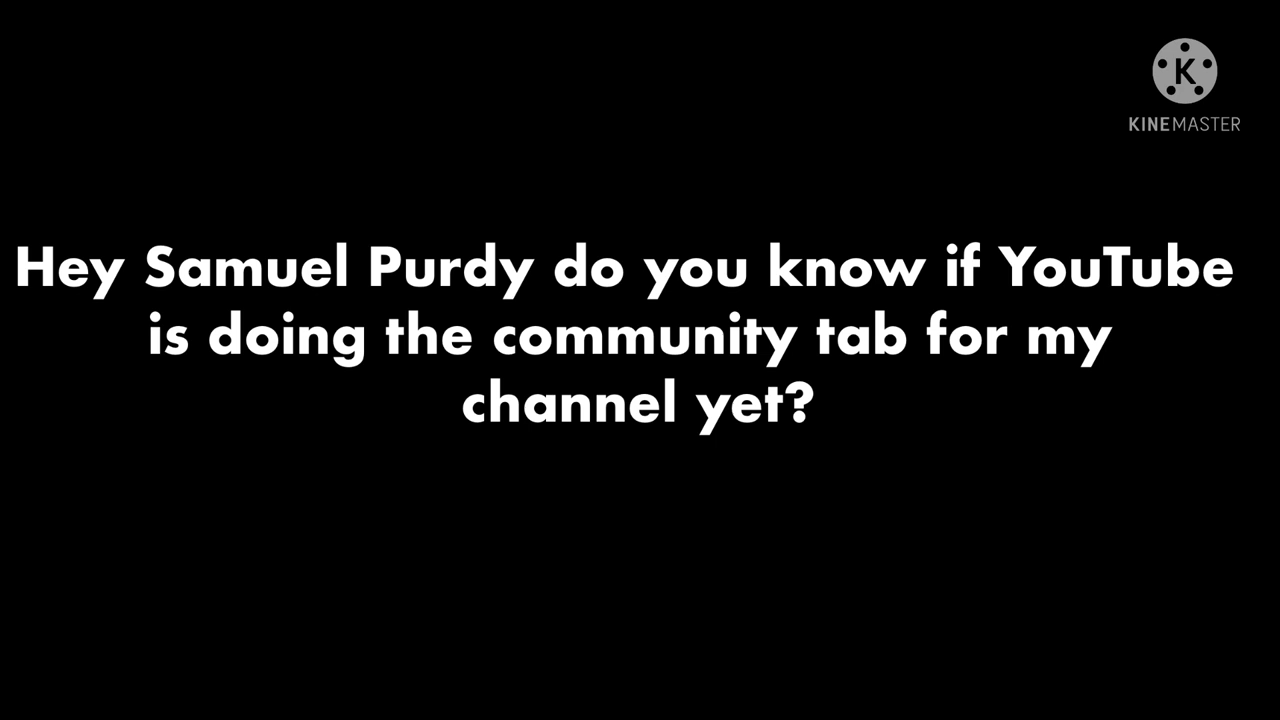 K
KINEMASTER
Hey Samuel Purdy do you know if YouTube
is doing the community tab for my
channel yet?